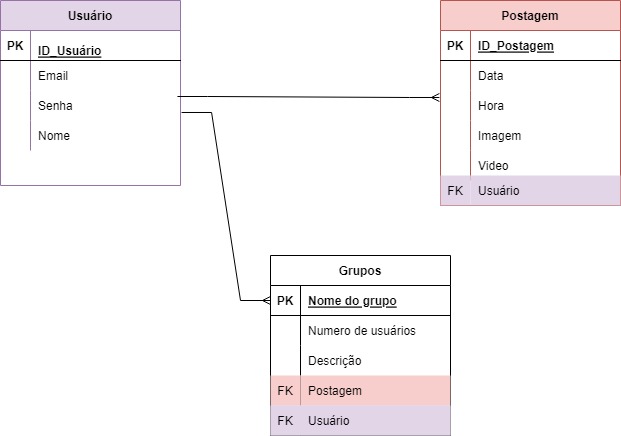 Usuário
PK ID_Usuário
Email
Senha
Nome
Postagem
PK ID_Postagem
Data
Hora
Imagem
Video
FK Usuário
Grupos
PK Nome do grupo
Numero de usuários
Descrição
FK Postagem
FK Usuário